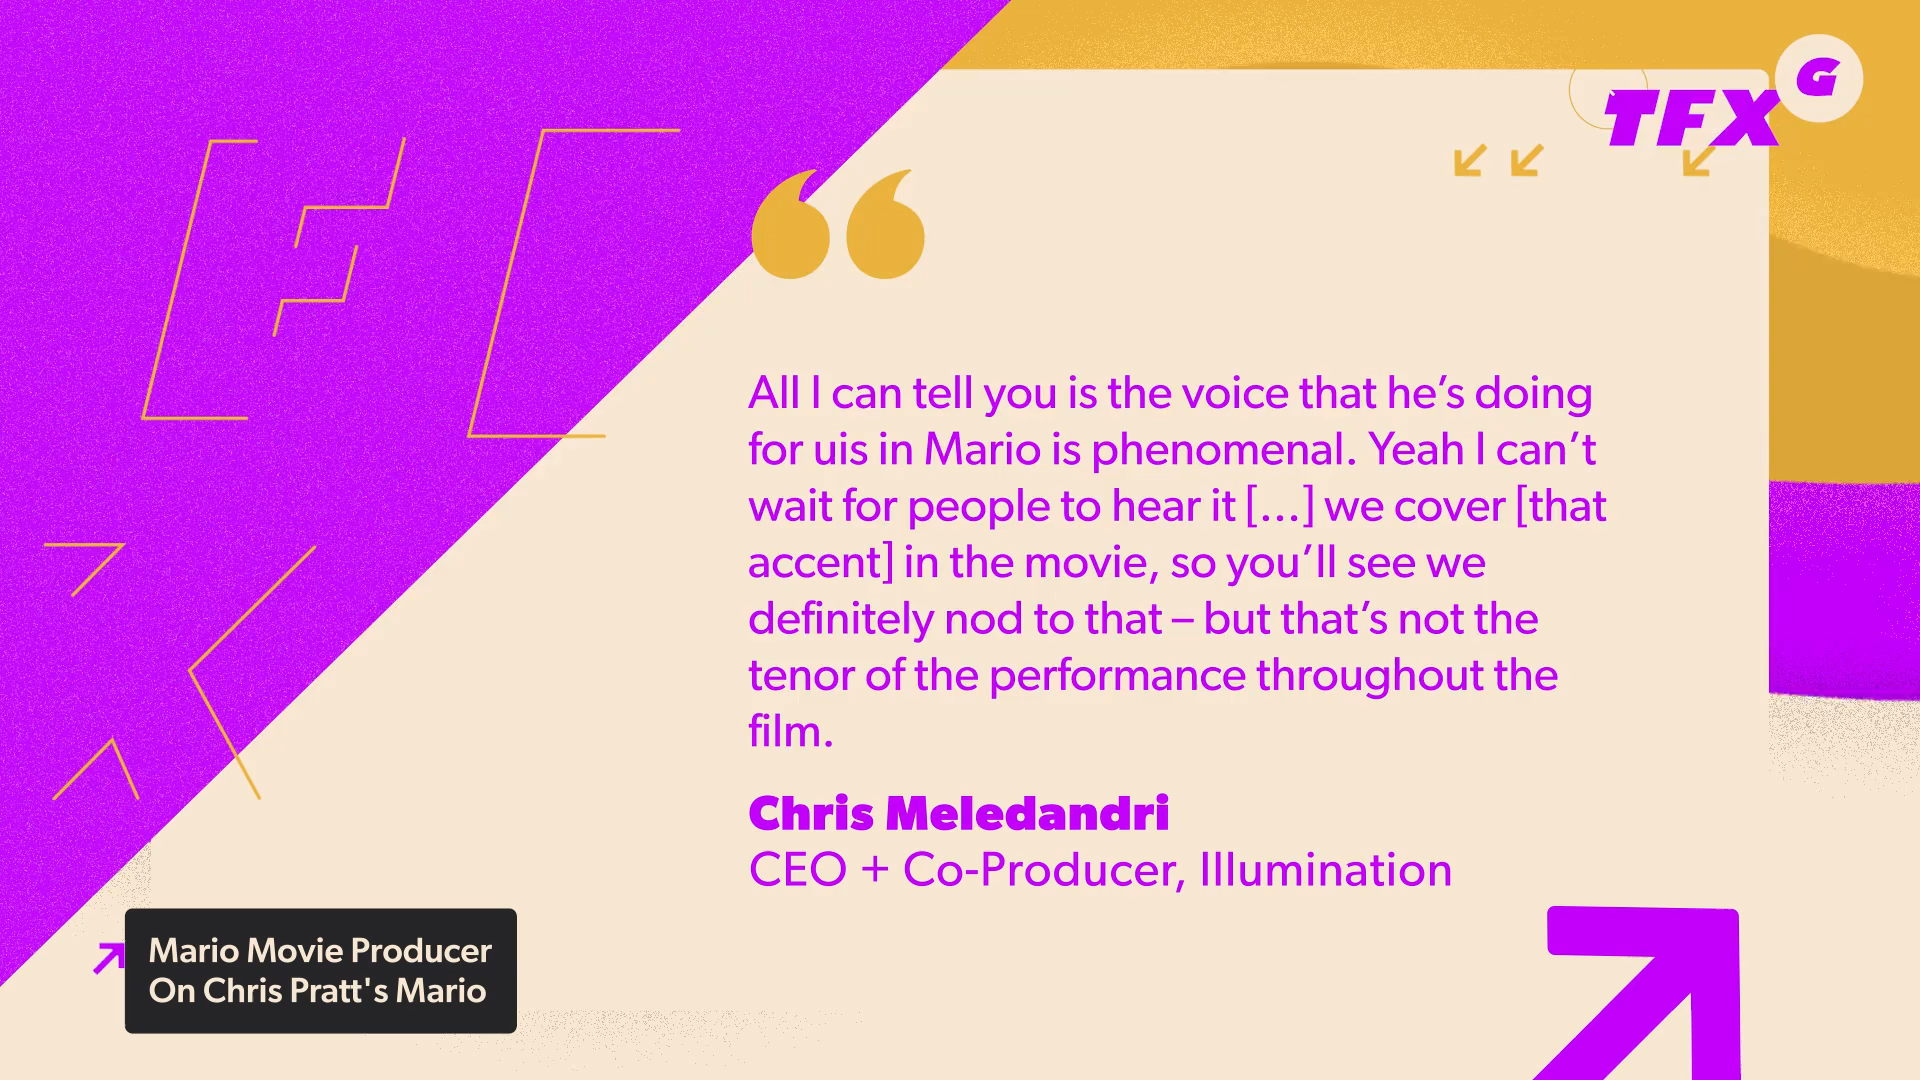 TFX
G
All I can tell you is the voice that he’s doing
for uis in Mario is phenomenal. Yeah I can’t
wait for people to hear it [...] we cover [that
accent] in the movie, so you’ll see we
definitely nod to that – but that’s not the
tenor of the performance throughout the
film.
Chris Meledandri
CEO + Co-Producer, Illumination
Mario Movie Producer
On Chris Pratt's Mario